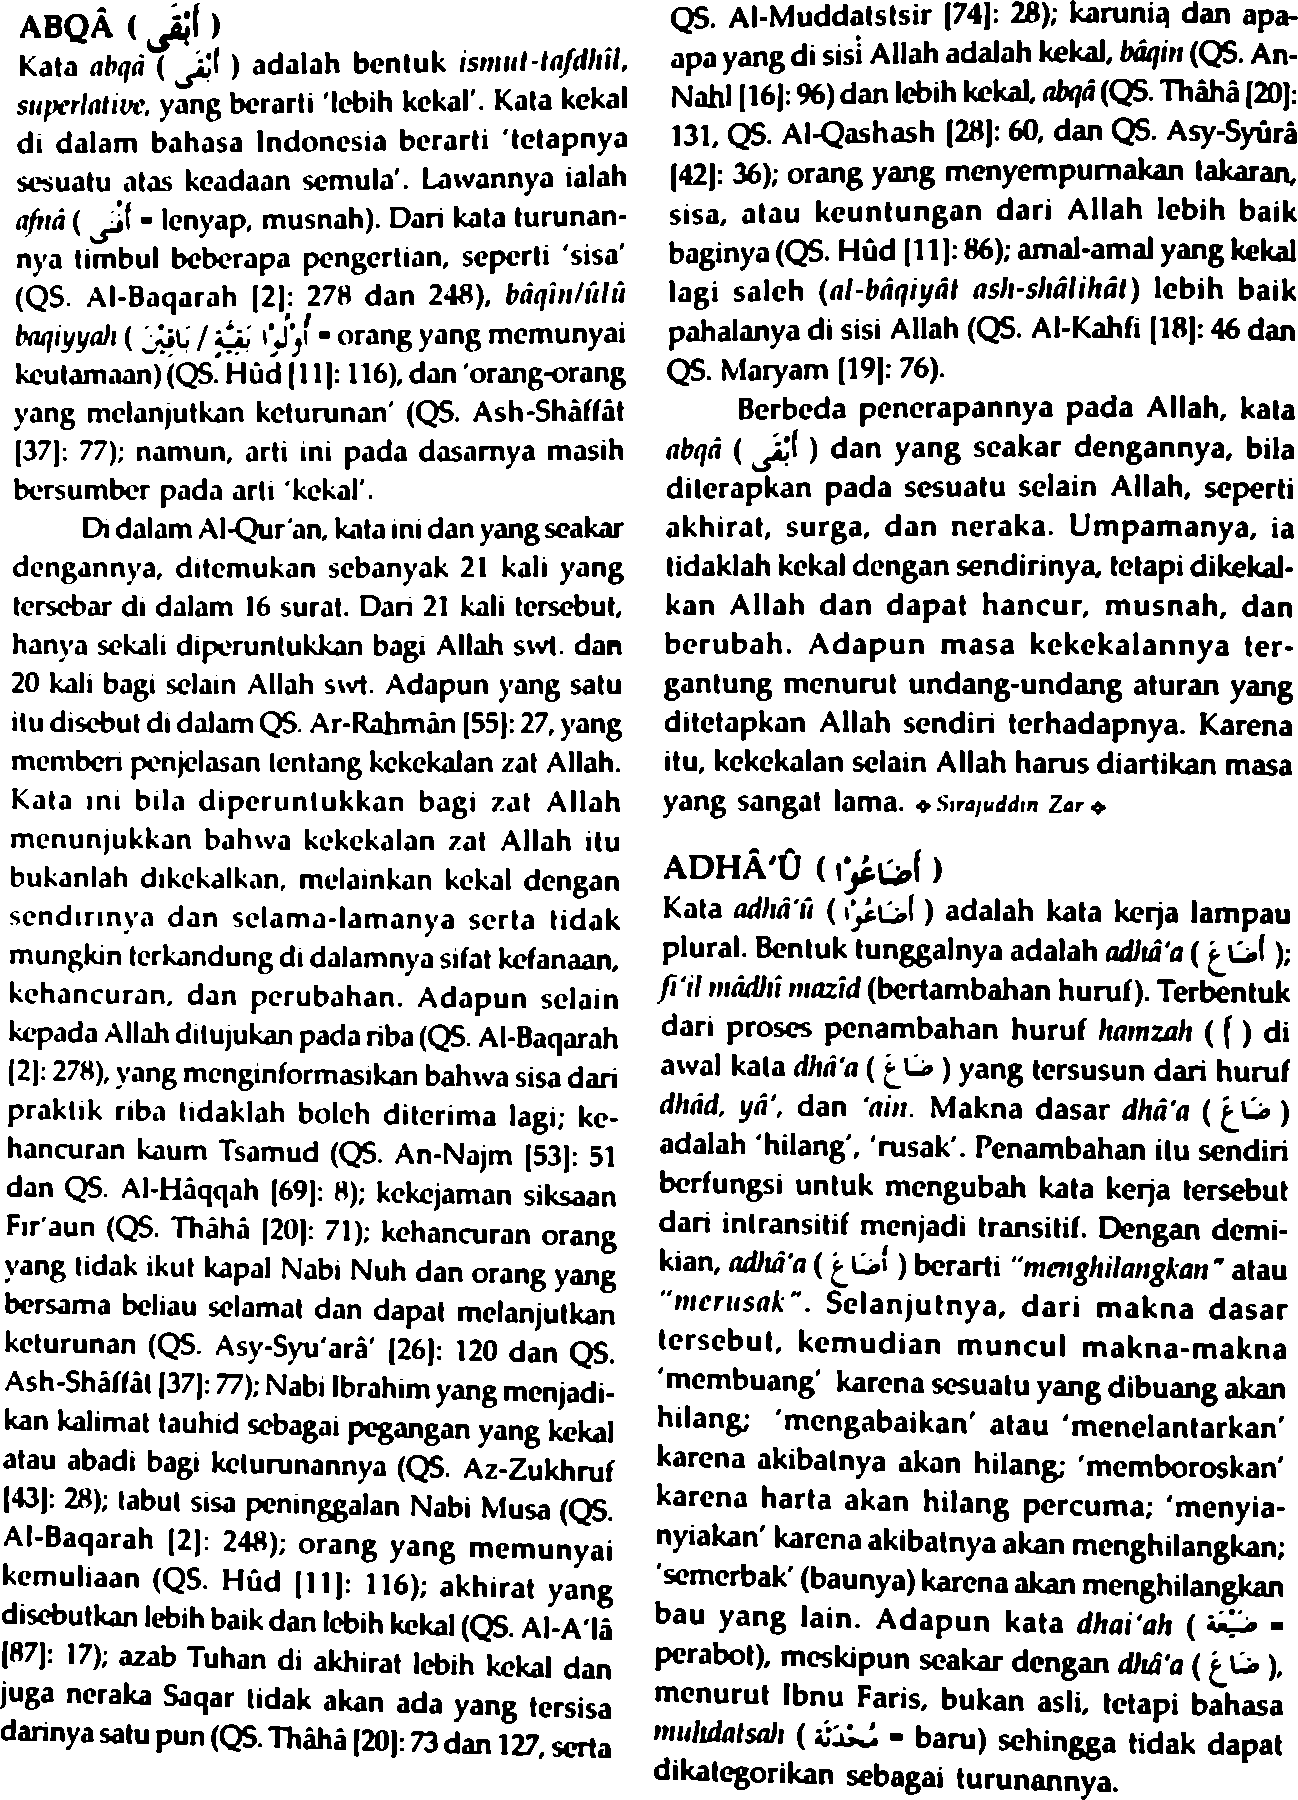 ABQÂ ( أَبْقَى )
Kata abqâ ( أَبْقَى ) adalah bentuk ismut-tafdhîl,
superlative, yang berarti 'lebih kekal'. Kata kekal
di dalam bahasa Indonesia berarti 'tetapnya
sesuatu atas keadaan semula'. Lawannya ialah
afnâ ( أَفْنَى = lenyap, musnah). Dari kata turunan-
nya timbul beberapa pengertian, seperti 'sisa'
(QS. Al-Baqarah [2]: 278 dan 248), bâqîn/ûlû
baqiyyah ( أُولُوْا بَقِيَّةٍ / بَاقِيْنَ = orang yang memunyai
keutamaan) (QS. Hûd [11]: 116), dan 'orang-orang
yang melanjutkan keturunan' (QS. Ash-Shâffât
[37]: 77); namun, arti ini pada dasarnya masih
bersumber pada arti 'kekal'.
Di dalam Al-Qur'an, kata ini dan yang seakar
dengannya, ditemukan sebanyak 21 kali yang
tersebar di dalam 16 surat. Dari 21 kali tersebut,
hanya sekali diperuntukkan bagi Allah swt. dan
20 kali bagi selain Allah swt. Adapun yang satu
itu disebut di dalam QS. Ar-Rahmân [55]: 27, yang
memberi penjelasan tentang kekekalan zat Allah.
Kata ini bila diperuntukkan bagi zat Allah
menunjukkan bahwa kekekalan zat Allah itu
bukanlah dikekalkan, melainkan kekal dengan
sendirinya dan selama-lamanya serta tidak
mungkin terkandung di dalamnya sifat kefanaan,
kehancuran, dan perubahan. Adapun selain
kepada Allah ditujukan pada riba (QS. Al-Baqarah
[2]: 278), yang menginformasikan bahwa sisa dari
praktik riba tidaklah boleh diterima lagi; ke-
hancuran kaum Tsamud (QS. An-Najm [53]: 51
dan QS. Al-Hâqqah [69]: 8); kekejaman siksaan
Fir'aun (QS. Thâhâ [20]: 71); kehancuran orang
yang tidak ikut kapal Nabi Nuh dan orang yang
bersama beliau selamat dan dapat melanjutkan
keturunan (QS. Asy-Syu'arâ' [26]: 120 dan QS.
Ash-Shâffât [37]: 77); Nabi Ibrahim yang menjadi-
kan kalimat tauhid sebagai pegangan yang kekal
atau abadi bagi keturunannya (QS. Az-Zukhruf
[43]: 28); tabut sisa peninggalan Nabi Musa (QS.
Al-Baqarah [2]: 248); orang yang memunyai
kemuliaan (QS. Hûd [11]: 116); akhirat yang
disebutkan lebih baik dan lebih kekal (QS. Al-A'lâ
[87]: 17); azab Tuhan di akhirat lebih kekal dan
juga neraka Saqar tidak akan ada yang tersisa
darinya satu pun (QS. Thâhâ [20]: 73 dan 127, serta
QS. Al-Muddatstsir [74]: 28); karunia dan apa-
apa yang di sisi Allah adalah kekal, bâqin (QS. An-
Nahl [16]: 96) dan lebih kekal, abqâ (QS. Thâhâ [20]:
131, QS. Al-Qashash [28]: 60, dan QS. Asy-Syûrâ
[42]: 36); orang yang menyempurnakan takaran,
sisa, atau keuntungan dari Allah lebih baik
baginya (QS. Hûd [11]: 86); amal-amal yang kekal
lagi saleh (al-bâqiyât ash-shâlihât) lebih baik
pahalanya di sisi Allah (QS. Al-Kahfi [18]: 46 dan
QS. Maryam [19]: 76).
Berbeda penerapannya pada Allah, kata
abqâ ( أَبْقَى ) dan yang seakar dengannya, bila
diterapkan pada sesuatu selain Allah, seperti
akhirat, surga, dan neraka. Umpamanya, ia
tidaklah kekal dengan sendirinya, tetapi dikekal-
kan Allah dan dapat hancur, musnah, dan
berubah. Adapun masa kekekalannya ter-
gantung menurut undang-undang aturan yang
ditetapkan Allah sendiri terhadapnya. Karena
itu, kekekalan selain Allah harus diartikan masa
yang sangat lama. ❖ Sirajuddin Zar ❖
ADHÂ'Û ( أَضَاعُوْا )
Kata adhâ'û ( أَضَاعُوْا ) adalah kata kerja lampau
plural. Bentuk tunggalnya adalah adhâ'a ( أَضَاعَ );
fi'il mâdhî mazîd (bertambahan huruf). Terbentuk
dari proses penambahan huruf hamzah ( أ ) di
awal kata dhâ'a ( ضَاعَ ) yang tersusun dari huruf
dhâd, yâ', dan 'ain. Makna dasar dhâ'a ( ضَاعَ )
adalah 'hilang', 'rusak'. Penambahan itu sendiri
berfungsi untuk mengubah kata kerja tersebut
dari intransitif menjadi transitif. Dengan demi-
kian, adhâ'a ( أَضَاعَ ) berarti "menghilangkan" atau
"merusak". Selanjutnya, dari makna dasar
tersebut, kemudian muncul makna-makna
'membuang' karena sesuatu yang dibuang akan
hilang; 'mengabaikan' atau 'menelantarkan'
karena akibatnya akan hilang; 'memboroskan'
karena harta akan hilang percuma; 'menyia-
nyiakan' karena akibatnya akan menghilangkan;
'semerbak' (baunya) karena akan menghilangkan
bau yang lain. Adapun kata dhai'ah ( ضَيْعَة =
perabot), meskipun seakar dengan dhâ'a ( ضَاعَ ),
menurut Ibnu Faris, bukan asli, tetapi bahasa
muhdatsah ( مُحْدَثَة = baru) sehingga tidak dapat
dikategorikan sebagai turunannya.